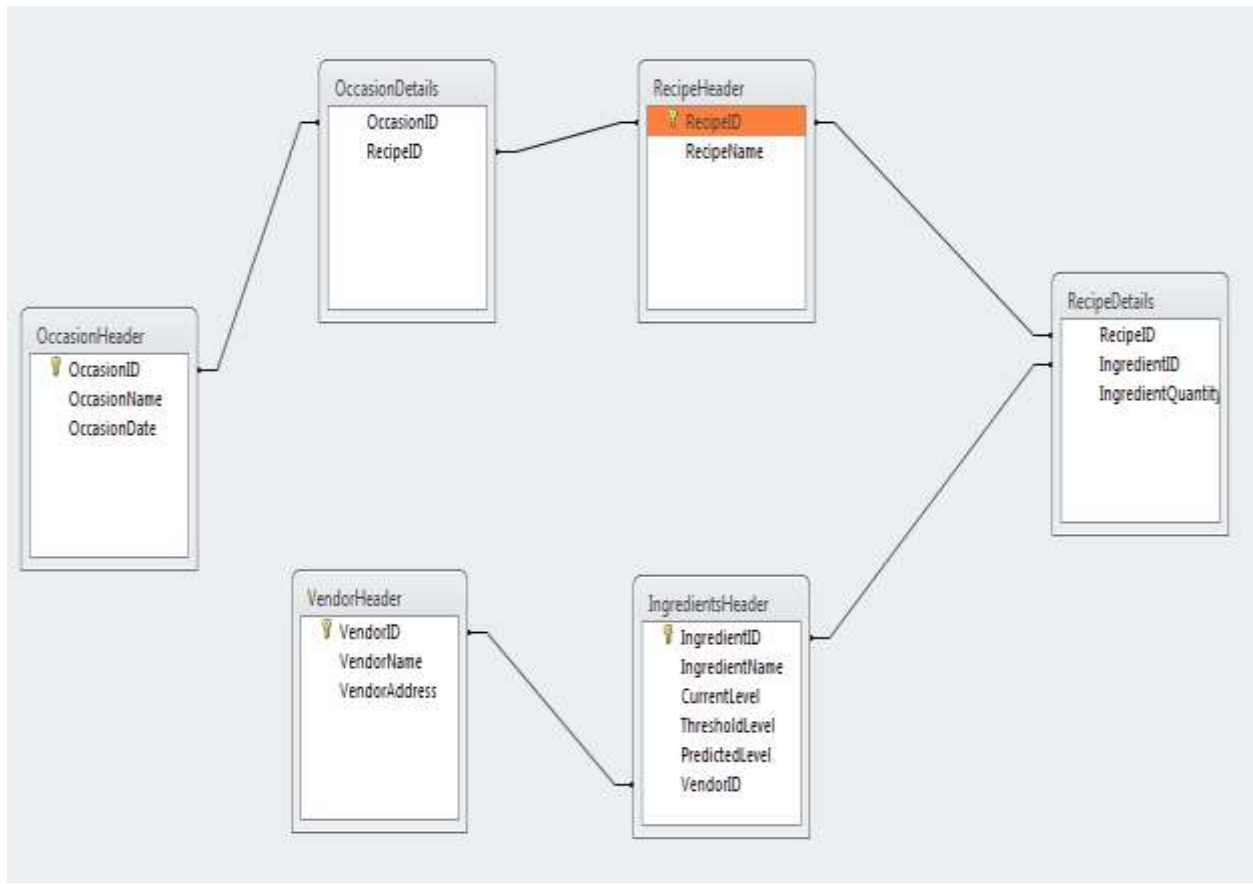 OccasionDetails
OccasionID
RecipeID
RecipeHeader
RecipeID
RecipeName
RecipeDetails
RecipeID
IngredientID
IngredientQuantity
OccasionHeader
OccasionID
OccasionName
OccasionDate
VendorHeader
VendorID
VendorName
VendorAddress
IngredientsHeader
IngredientID
IngredientName
CurrentLevel
ThresholdLevel
PredictedLevel
VendorID